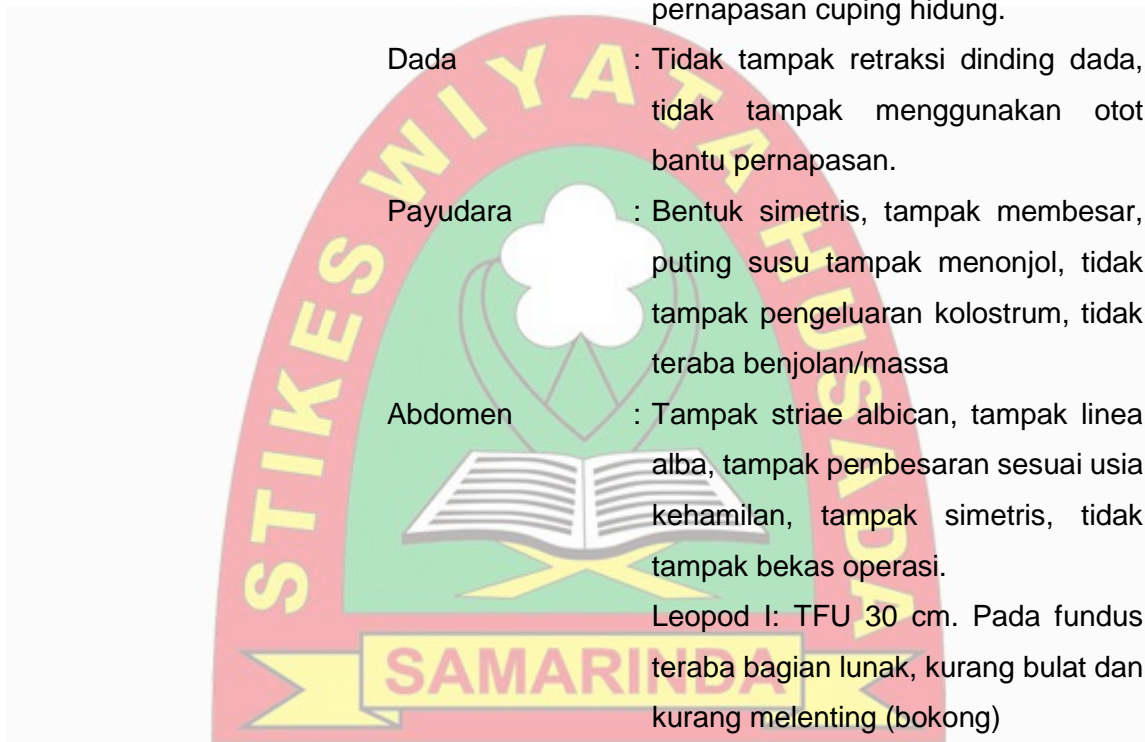 pernapasan cuping hidung.
Dada : Tidak tampak retraksi dinding dada,
tidak tampak menggunakan otot
bantu pernapasan.
Payudara : Bentuk simetris, tampak membesar,
puting susu tampak menonjol, tidak
tampak pengeluaran kolostrum, tidak
teraba benjolan/massa
Abdomen : Tampak striae albican, tampak linea
alba, tampak pembesaran sesuai usia
kehamilan, tampak simetris, tidak
tampak bekas operasi.
Leopod I: TFU 30 cm. Pada fundus
teraba bagian lunak, kurang bulat dan
kurang melenting (bokong)
STIKES WIYATA HUSADA
SAMARINDA